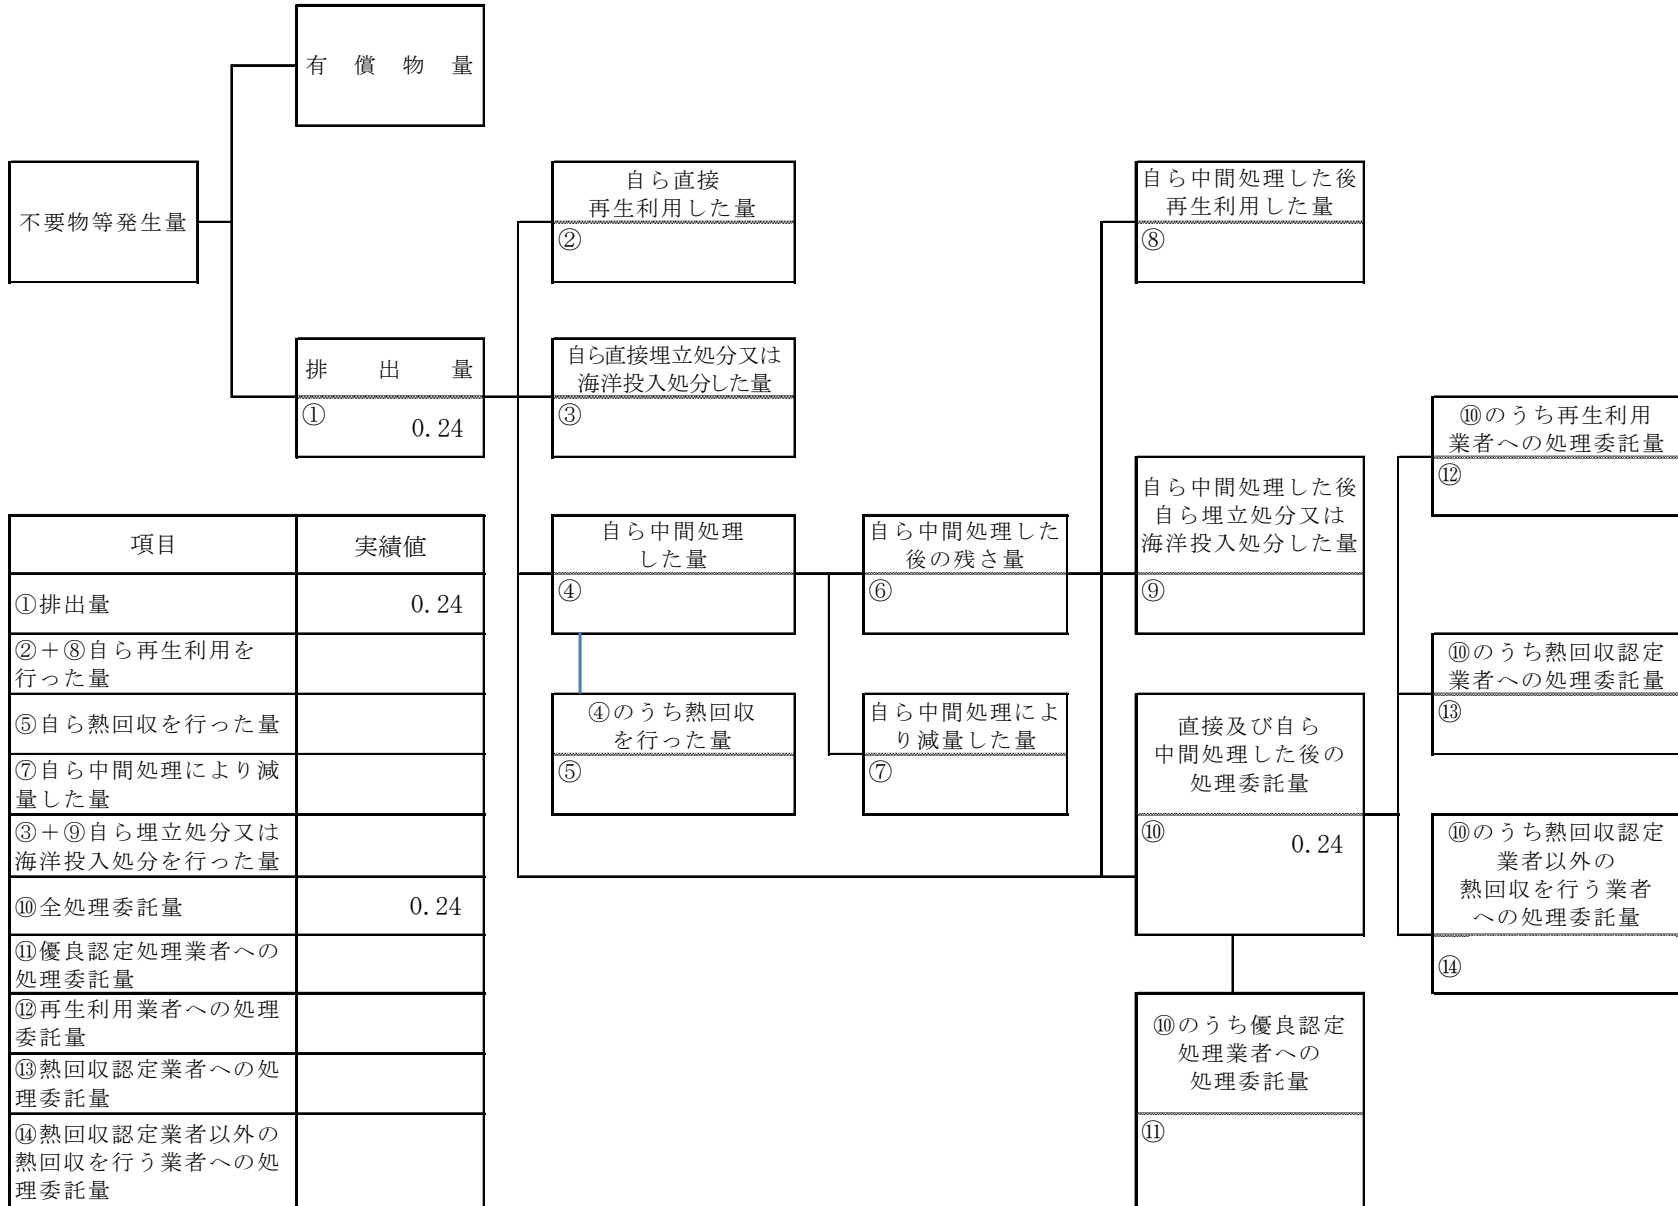 有償物量
不要物等発生量
排出量
① 0.24
自ら直接
再生利用した量
②
自ら直接埋立処分又は
海洋投入処分した量
③
自ら中間処理
した量
④
④のうち熱回収
を行った量
⑤
自ら中間処理した
後の残さ量
⑥
自ら中間処理によ
り減量した量
⑦
自ら中間処理した後
再生利用した量
⑧
自ら中間処理した後
自ら埋立処分又は
海洋投入処分した量
⑨
直接及び自ら
中間処理した後の
処理委託量
⑩ 0.24
⑩のうち優良認定
処理業者への
処理委託量
⑪
⑩のうち再生利用
業者への処理委託量
⑫
⑩のうち熱回収認定
業者への処理委託量
⑬
⑩のうち熱回収認定
業者以外の
熱回収を行う業者
への処理委託量
⑭
項目 実績値
①排出量 0.24
②+⑧自ら再生利用を
行った量
⑤自ら熱回収を行った量
⑦自ら中間処理により減
量した量
③+⑨自ら埋立処分又は
海洋投入処分を行った量
⑩全処理委託量 0.24
⑪優良認定処理業者への
処理委託量
⑫再生利用業者への処理
委託量
⑬熱回収認定業者への処
理委託量
⑭熱回収認定業者以外の
熱回収を行う業者への処
理委託量